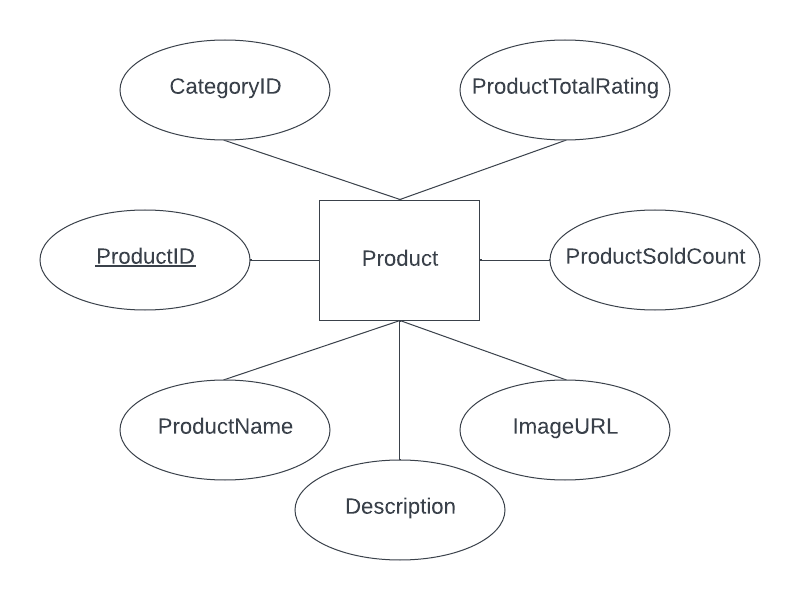 CategoryID
ProductTotalRating
ProductID
Product
ProductSoldCount
ProductName
ImageURL
Description